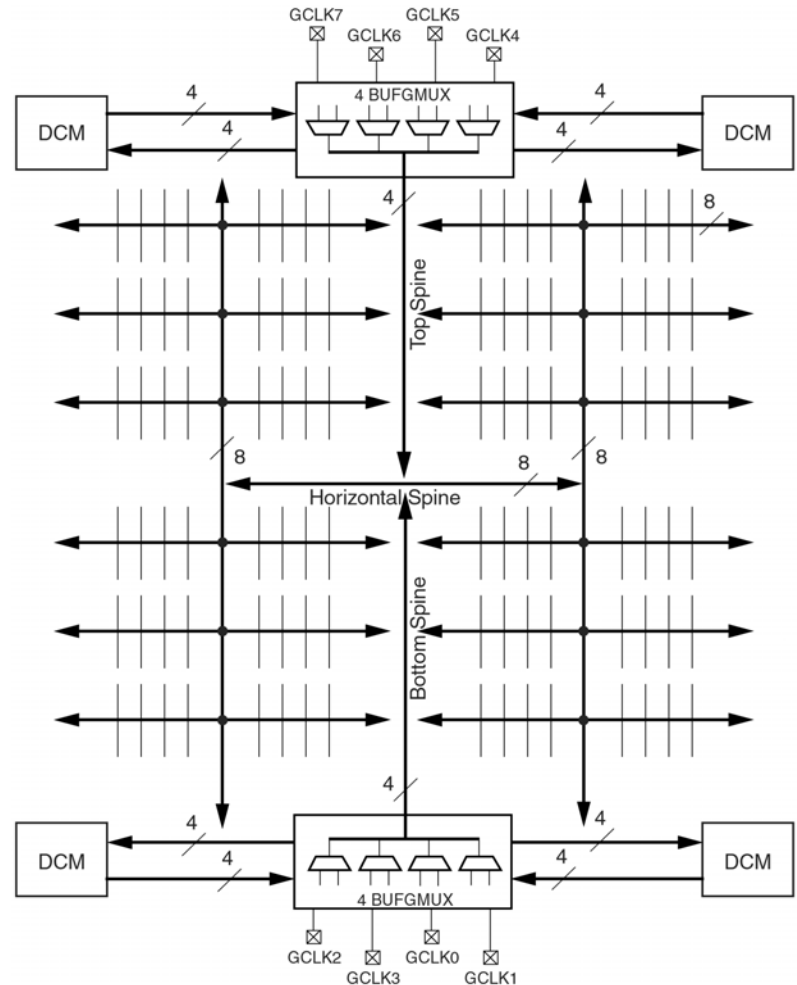 GCLK7
GCLK5
GCLK6
GCLK4
4 BUFGMUX
4
4
DCM
DCM
4
4
4
8
Top Spine
8
8
8
Horizontal Spine
Bottom Spine
4
4
4
DCM
DCM
4
4
4 BUFGMUX
GCLK2
GCLK0
GCLK3
GCLK1